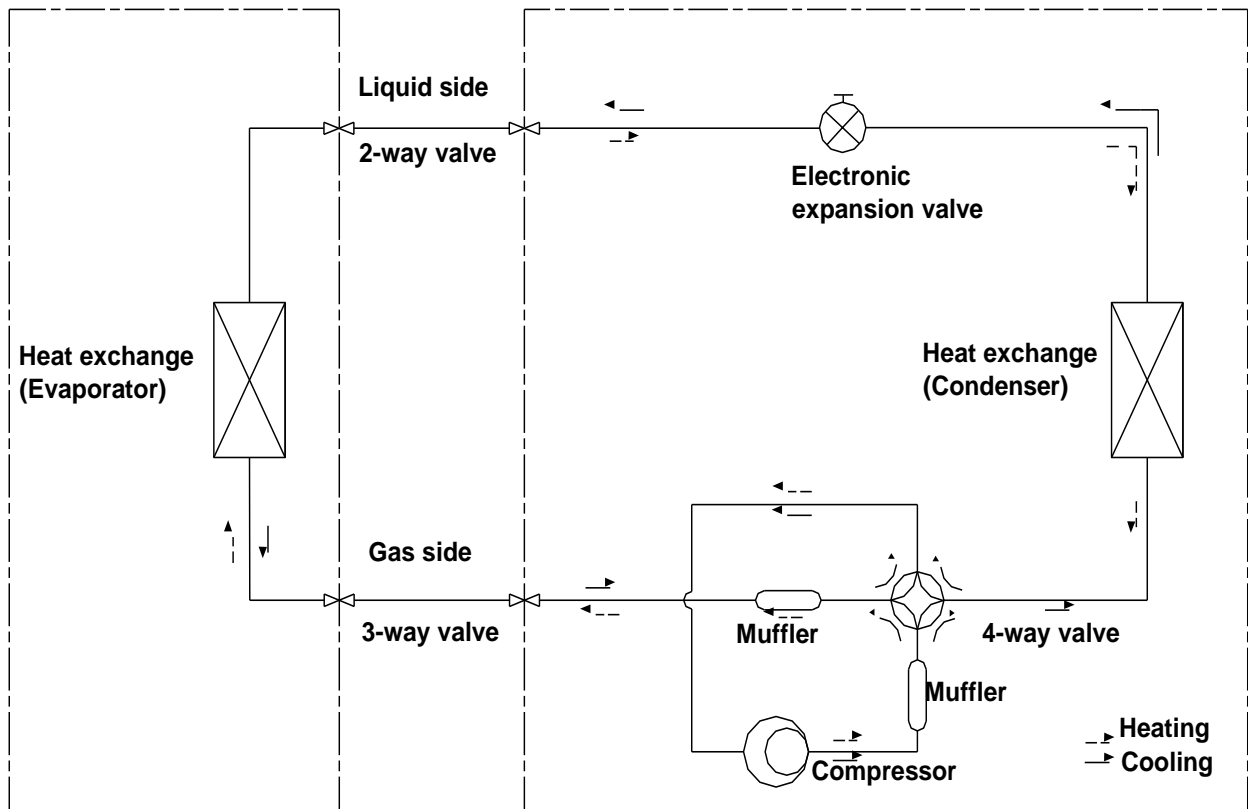 Liquid side
2-way valve
Electronic
expansion valve
Heat exchange
(Evaporator)
Heat exchange
(Condenser)
Gas side
3-way valve
Muffler
4-way valve
Muffler
Compressor
Heating
Cooling